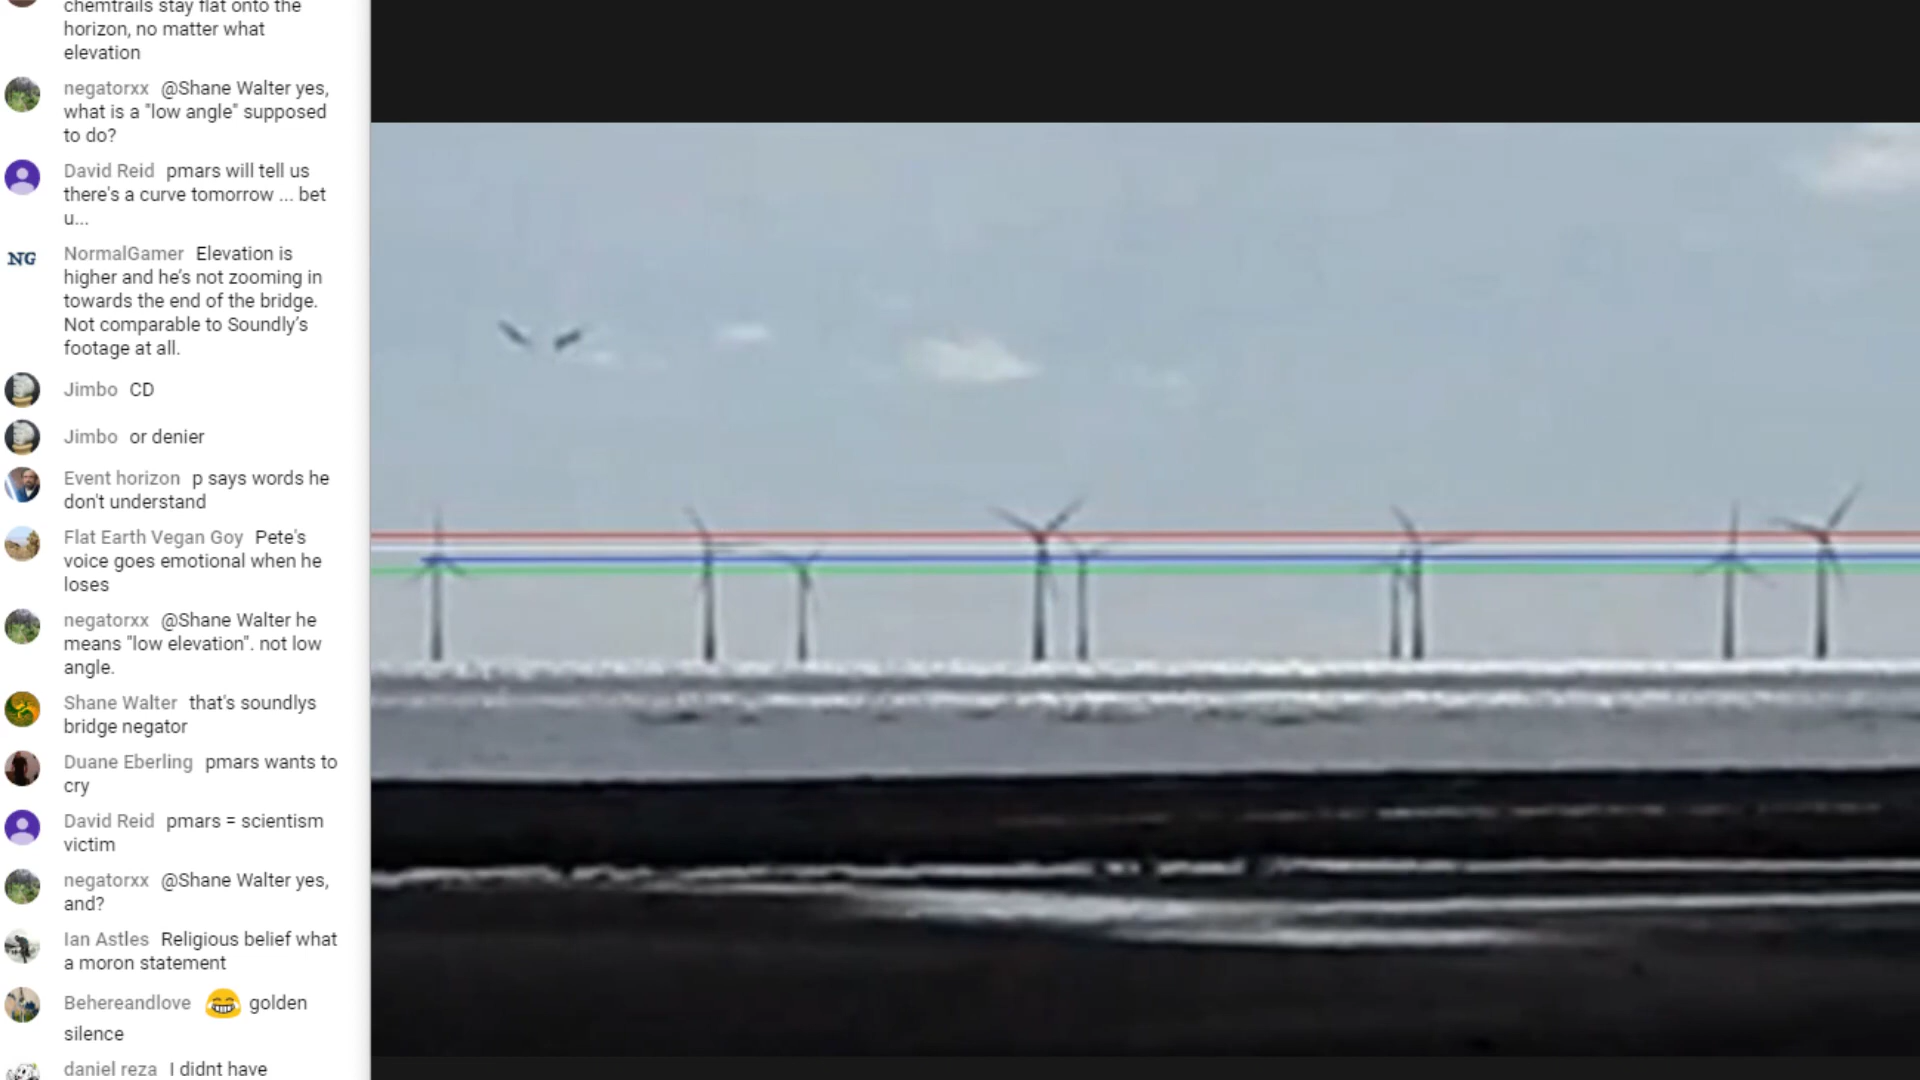 chemtrails stay flat onto the
horizon, no matter what
elevation
negatorxx @Shane Walter yes,
what is a "low angle" supposed
to do?
David Reid pmars will tell us
there's a curve tomorrow ... bet
u...
NG
NormalGamer Elevation is
higher and he's not zooming in
towards the end of the bridge.
Not comparable to Soundly's
footage at all.
Jimbo CD
Jimbo or denier
Event horizon p says words he
don't understand
Flat Earth Vegan Goy Pete's
voice goes emotional when he
loses
negatorxx @Shane Walter he
means "low elevation". not low
angle.
Shane Walter that's soundlys
bridge negator
Duane Eberling pmars wants to
cry
David Reid pmars = scientism
victim
negatorxx @Shane Walter yes,
and?
Ian Astles Religious belief what
a moron statement
Behereandlove 😂 golden
silence
daniel reza I didnt have